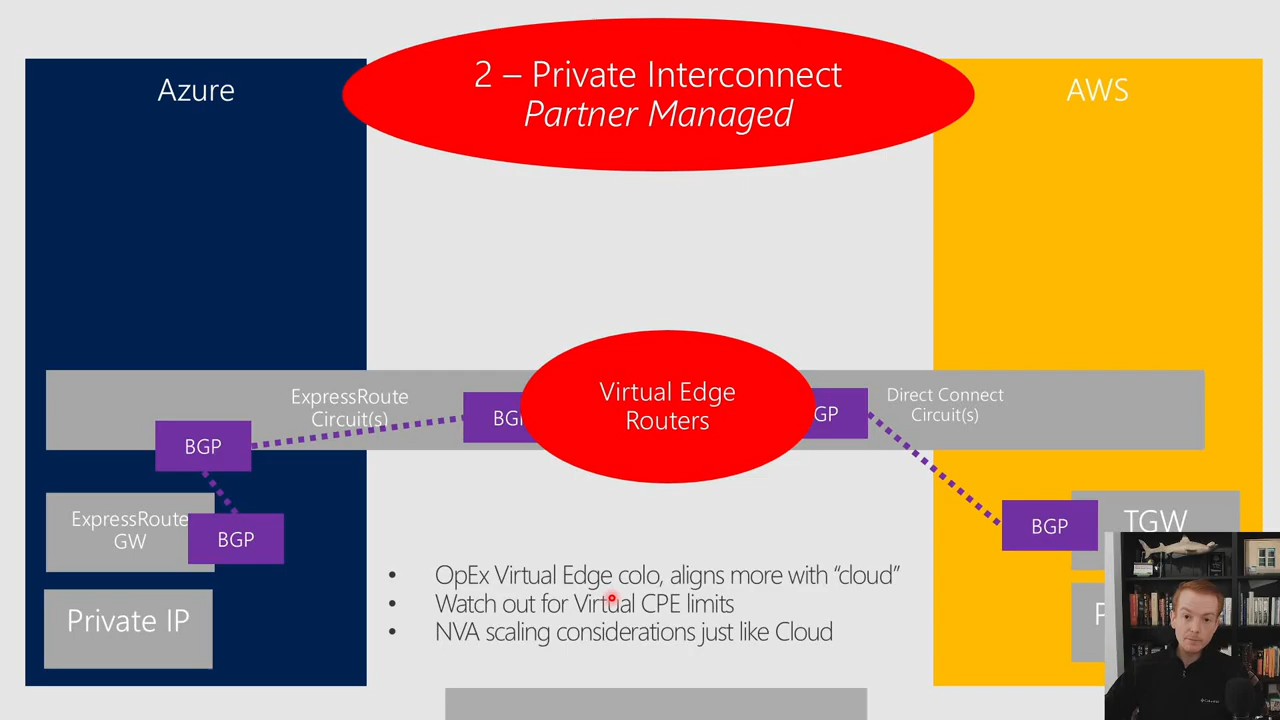 2 – Private Interconnect
Partner Managed
Azure
AWS
ExpressRoute
Circuit(s)
Virtual Edge
Routers
Direct Connect
Circuit(s)
BGP
BGP
GP
BGP
ExpressRoute
GW
BGP
BGP
TGW
Private IP
P
• OpEx Virtual Edge colo, aligns more with “cloud”
• Watch out for Virtual CPE limits
• NVA scaling considerations just like Cloud